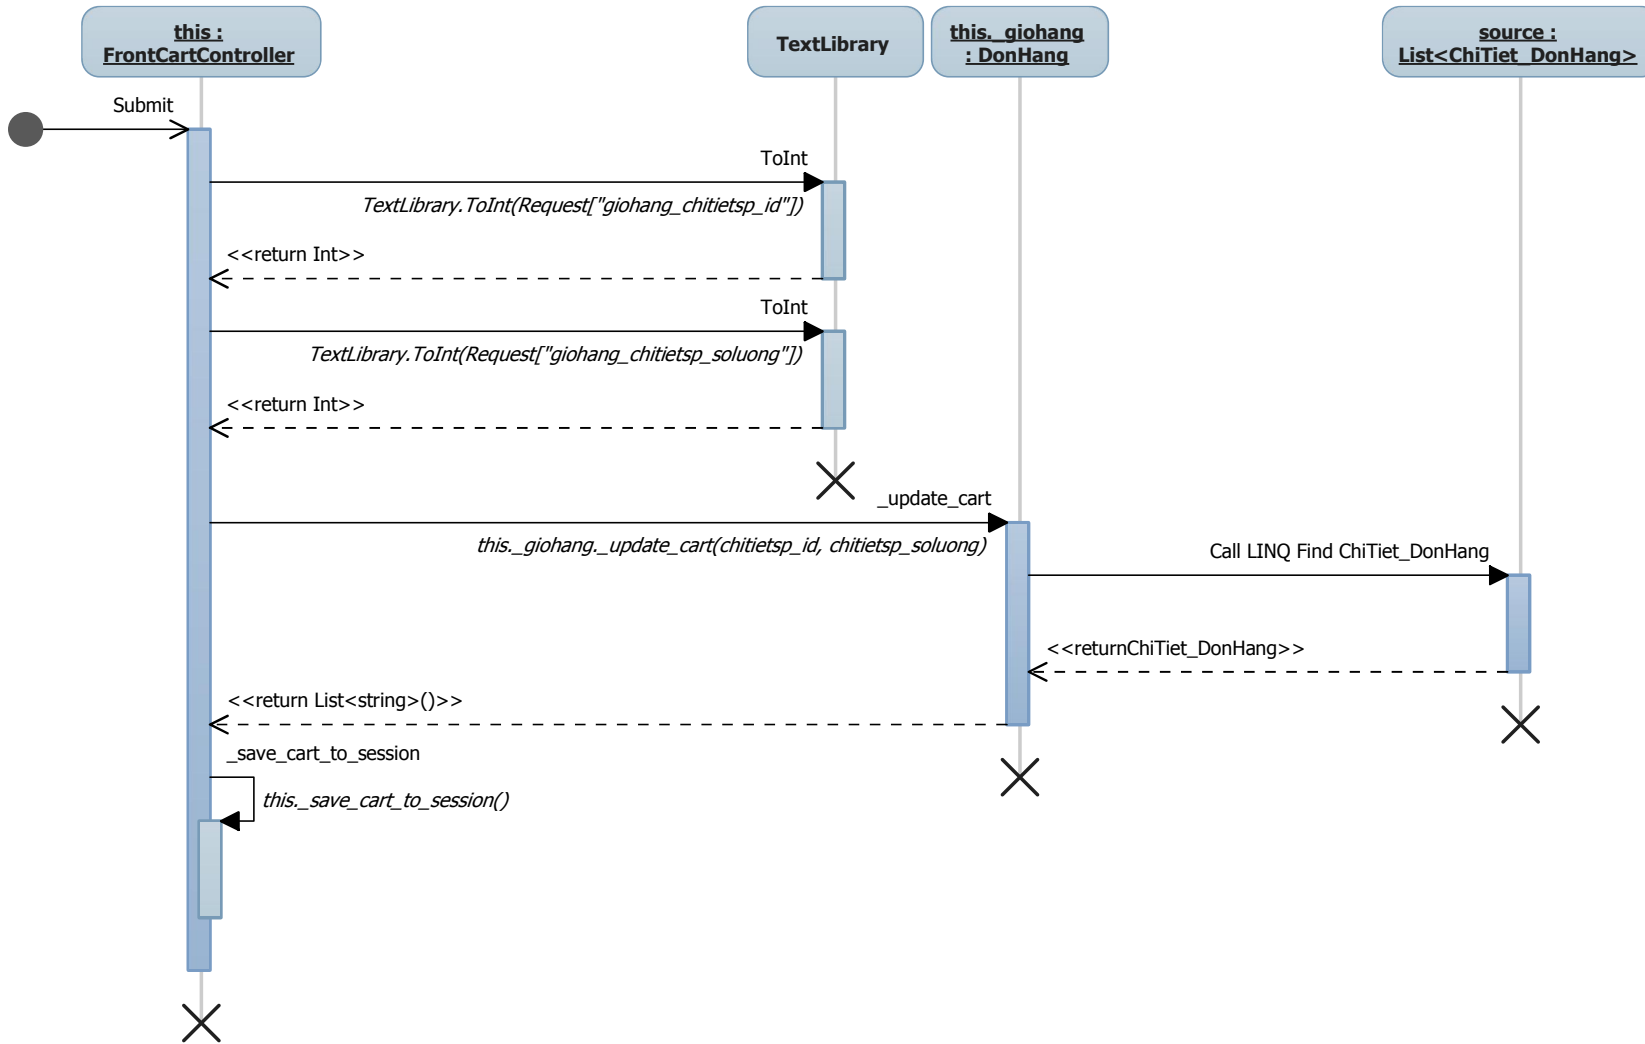 this :
FrontCartController
TextLibrary
this._giohang
: DonHang
source :
List<ChiTiet_DonHang>
Submit
ToInt
TextLibrary.ToInt(Request["giohang_chitietsp_id"])
<<return Int>>
ToInt
TextLibrary.ToInt(Request["giohang_chitietsp_soluong"])
<<return Int>>
_update_cart
this._giohang._update_cart(chitietsp_id, chitietsp_soluong)
Call LINQ Find ChiTiet_DonHang
<<returnChiTiet_DonHang>>
<<return List<string>()>>
_save_cart_to_session
this._save_cart_to_session()